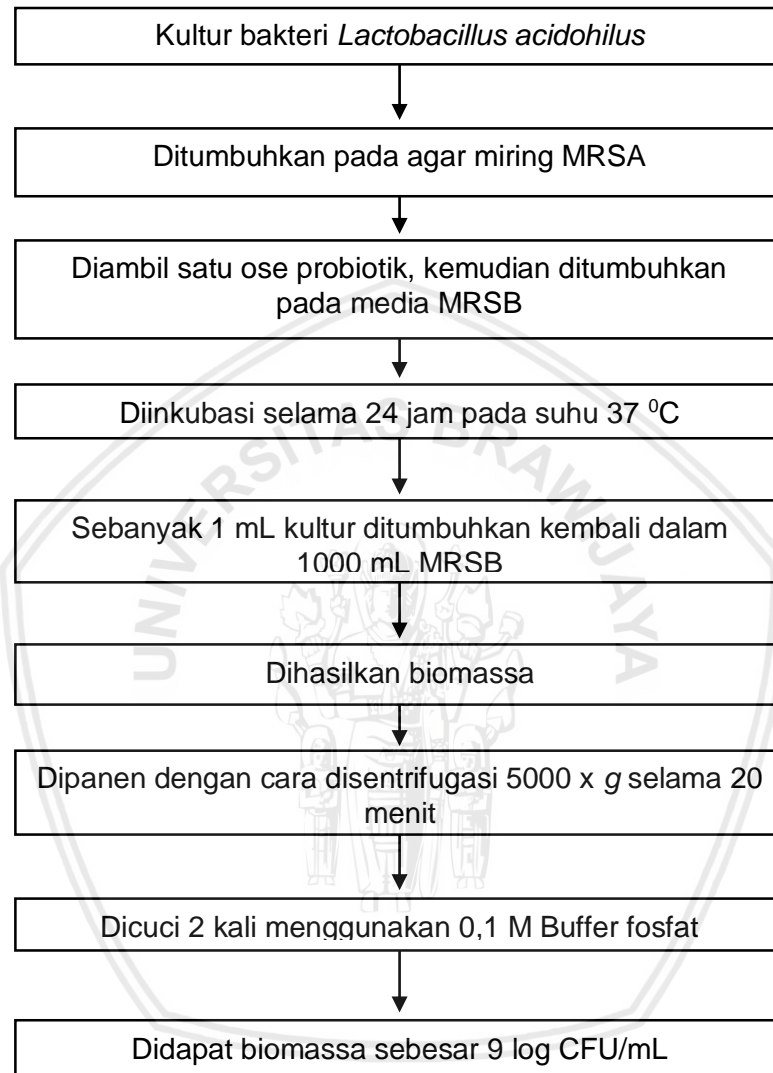 Kultur bakteri Lactobacillus acidohilus
Ditumbuhkan pada agar miring MRSA
Diambil satu ose probiotik, kemudian ditumbuhkan
pada media MRSB
Diinkubasi selama 24 jam pada suhu 37 ⁰C
Sebanyak 1 mL kultur ditumbuhkan kembali dalam
1000 mL MRSB
Dihasilkan biomassa
Dipanen dengan cara disentrifugasi 5000 x g selama 20
menit
Dicuci 2 kali menggunakan 0,1 M Buffer fosfat
Didapat biomassa sebesar 9 log CFU/mL
UNIVERSITAS BRAWIJAYA